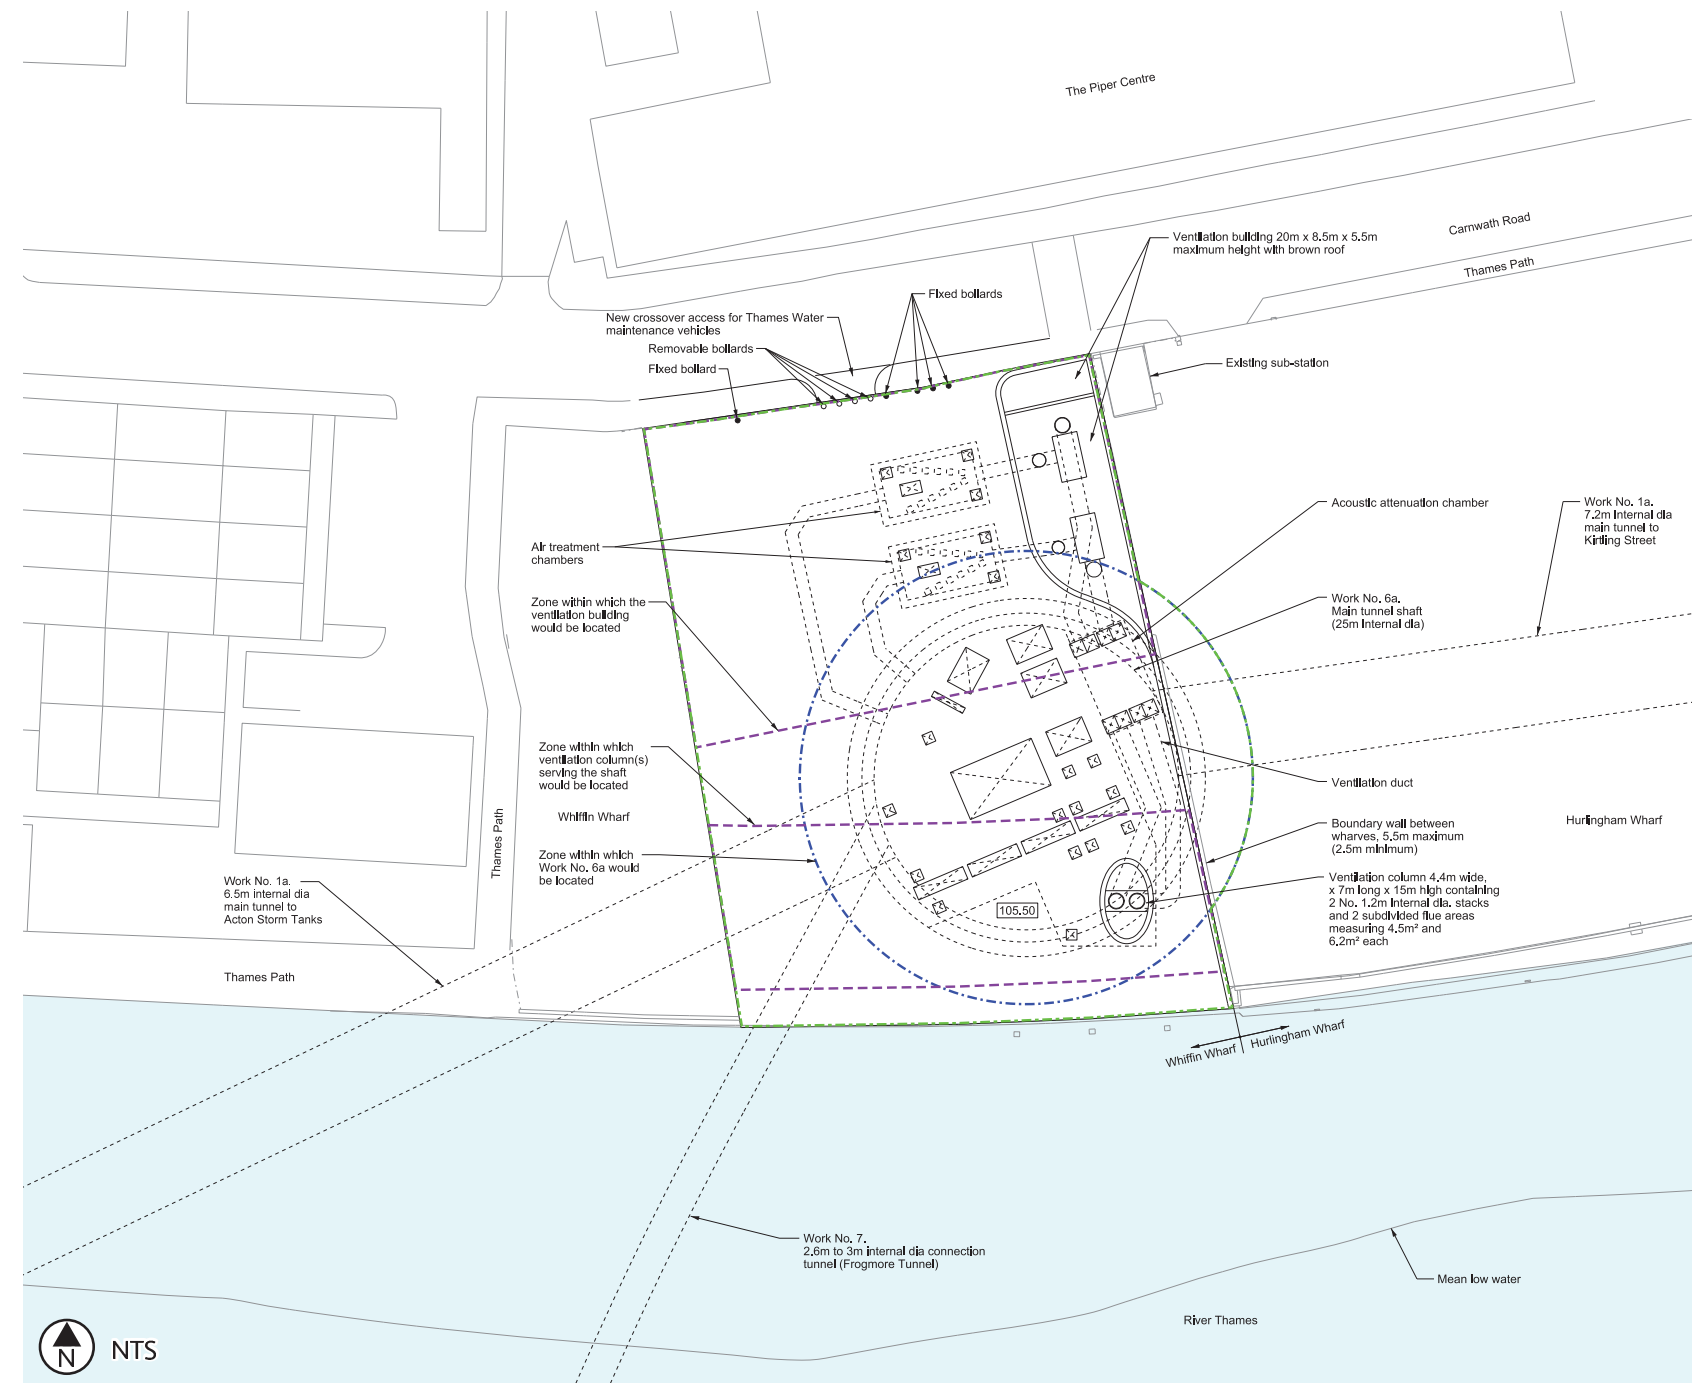 The Piper Centre
Carnwath Road
Thames Path
Ventilation building 20m x 8.5m x 5.5m
maximum height with brown roof
Fixed bollards
New crossover access for Thames Water
maintenance vehicles
Removable bollards
Fixed bollard
Existing sub-station
Acoustic attenuation chamber
Work No. 1a.
7.2m internal dia
main tunnel to
Kirtling Street
Air treatment
chambers
Zone within which the
ventilation building
would be located
Work No. 6a.
Main tunnel shaft
(25m internal dia)
Zone within which
ventilation column(s)
serving the shaft
would be located
Ventilation duct
Whiffin Wharf
Thames Path
Hurlingham Wharf
Boundary wall between
wharves, 5.5m maximum
(2.5m minimum)
Zone within which
Work No. 6a would
be located
Work No. 1a.
6.5m internal dia
main tunnel to
Acton Storm Tanks
Ventilation column 4.4m wide,
x 7m long x 15m high containing
2 No. 1.2m internal dia. stacks
and 2 subdivided flue areas
measuring 4.5m² and
6.2m² each
105.50
Thames Path
Whiffin Wharf
Hurlingham Wharf
Work No. 7.
2.6m to 3m internal dia connection
tunnel (Frogmore Tunnel)
Mean low water
River Thames
N
NTS